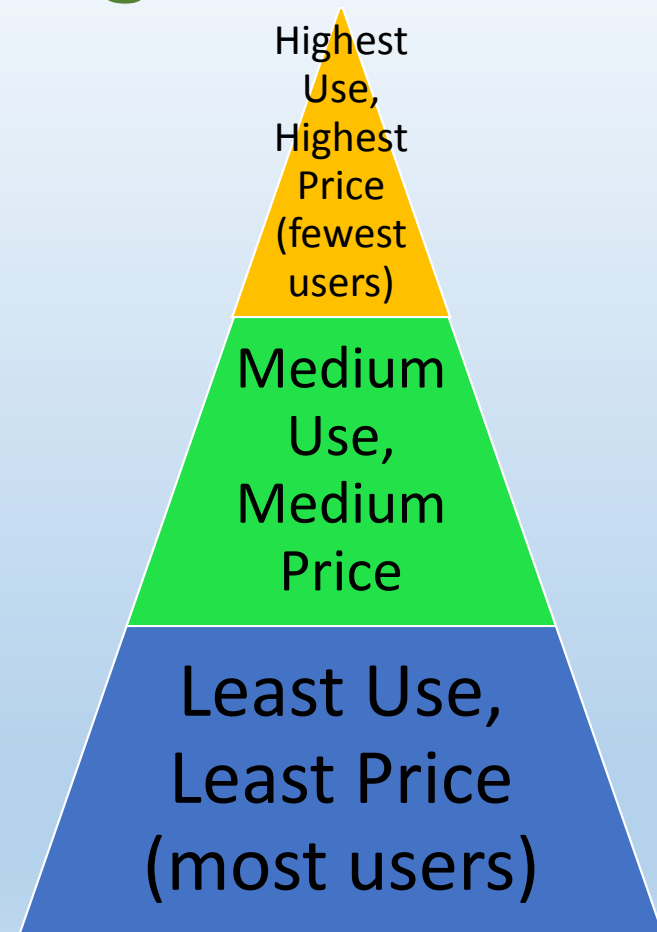 Highest
Use,
Highest
Price
(fewest
users)
Medium
Use,
Medium
Price
Least Use,
Least Price
(most users)